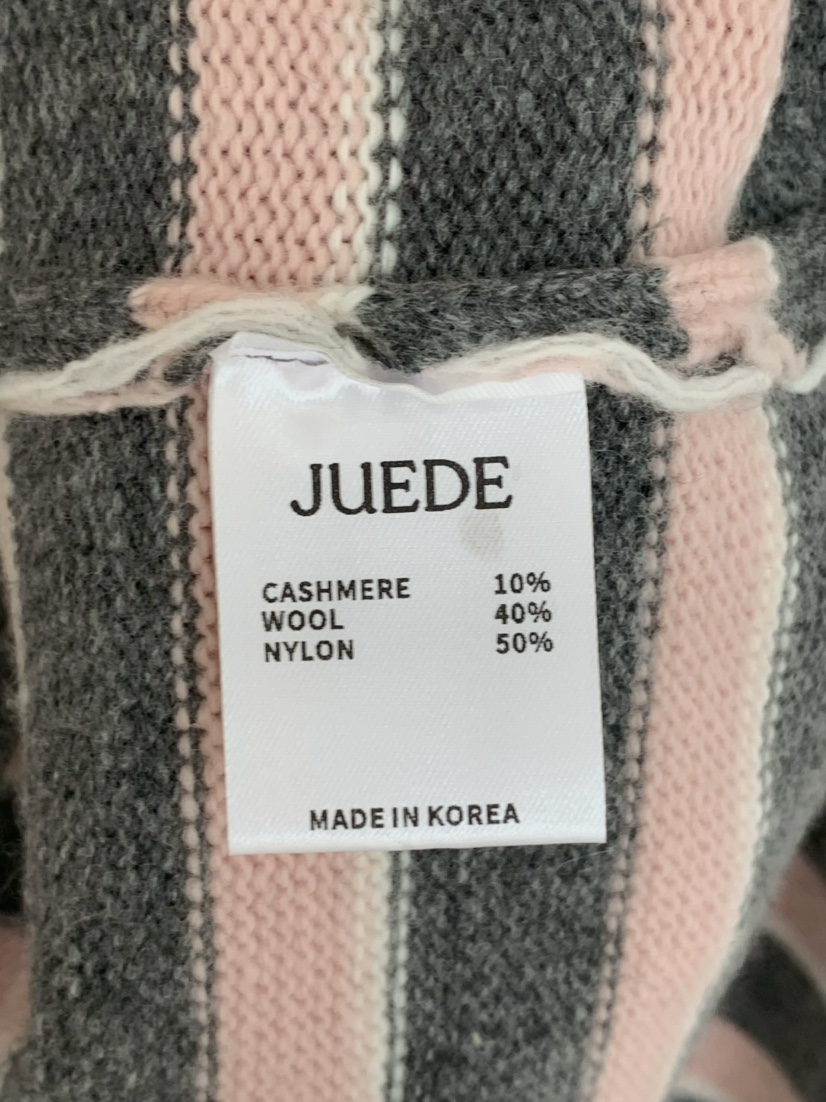 JUEDE
CASHMERE 10%
WOOL 40%
NYLON 50%
MADE IN KOREA